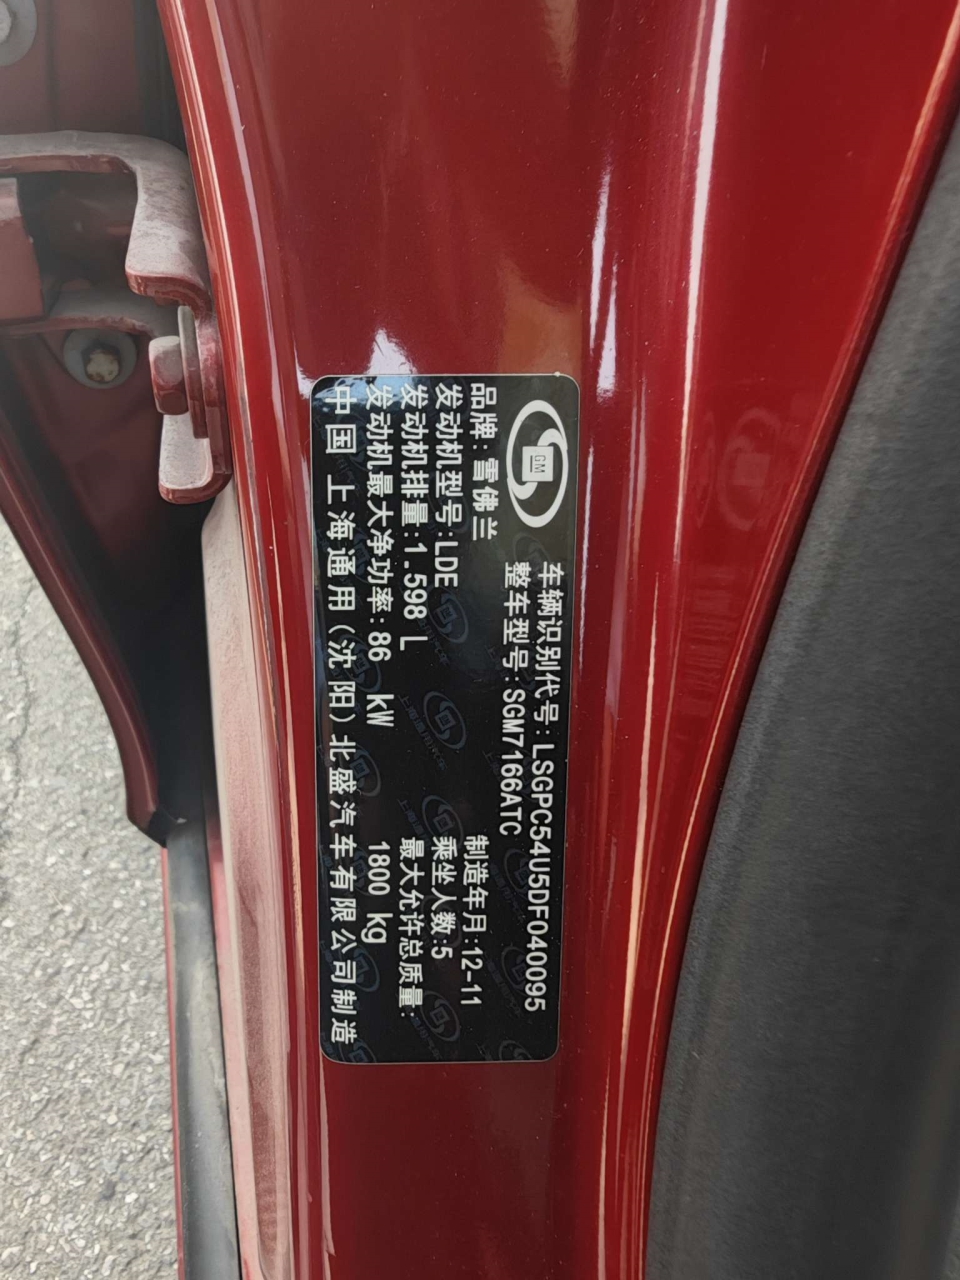 GM
车辆识别代号:LSGPC54U5DF040095
整车型号:SGM7166ATC
品牌:雪佛兰
制造年月:12-11
发动机型号:LDE
乘坐人数:5
发动机排量:1.598 L
最大允许总质量:
发动机最大净功率:86 kW
1800 kg
中国 上海通用(沈阳)北盛汽车有限公司制造